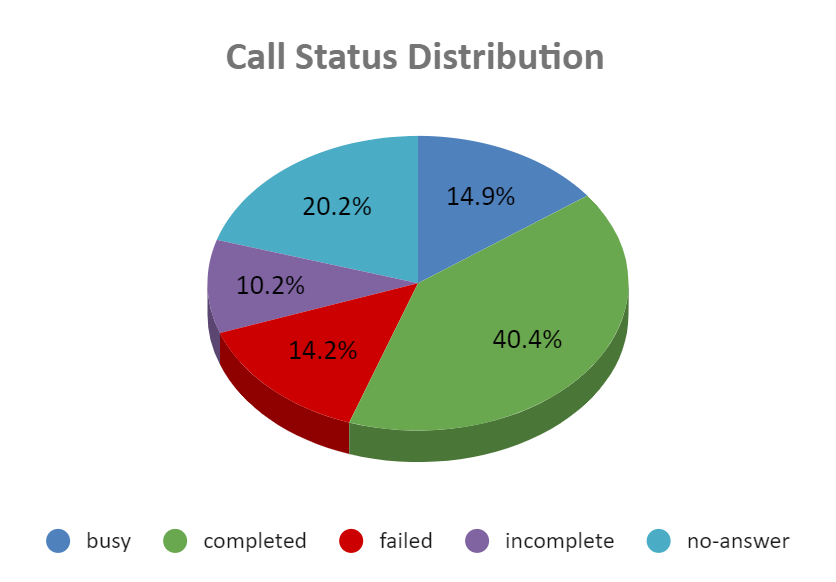 Call Status Distribution
20.2%
14.9%
10.2%
40.4%
14.2%
busy completed failed incomplete no-answer